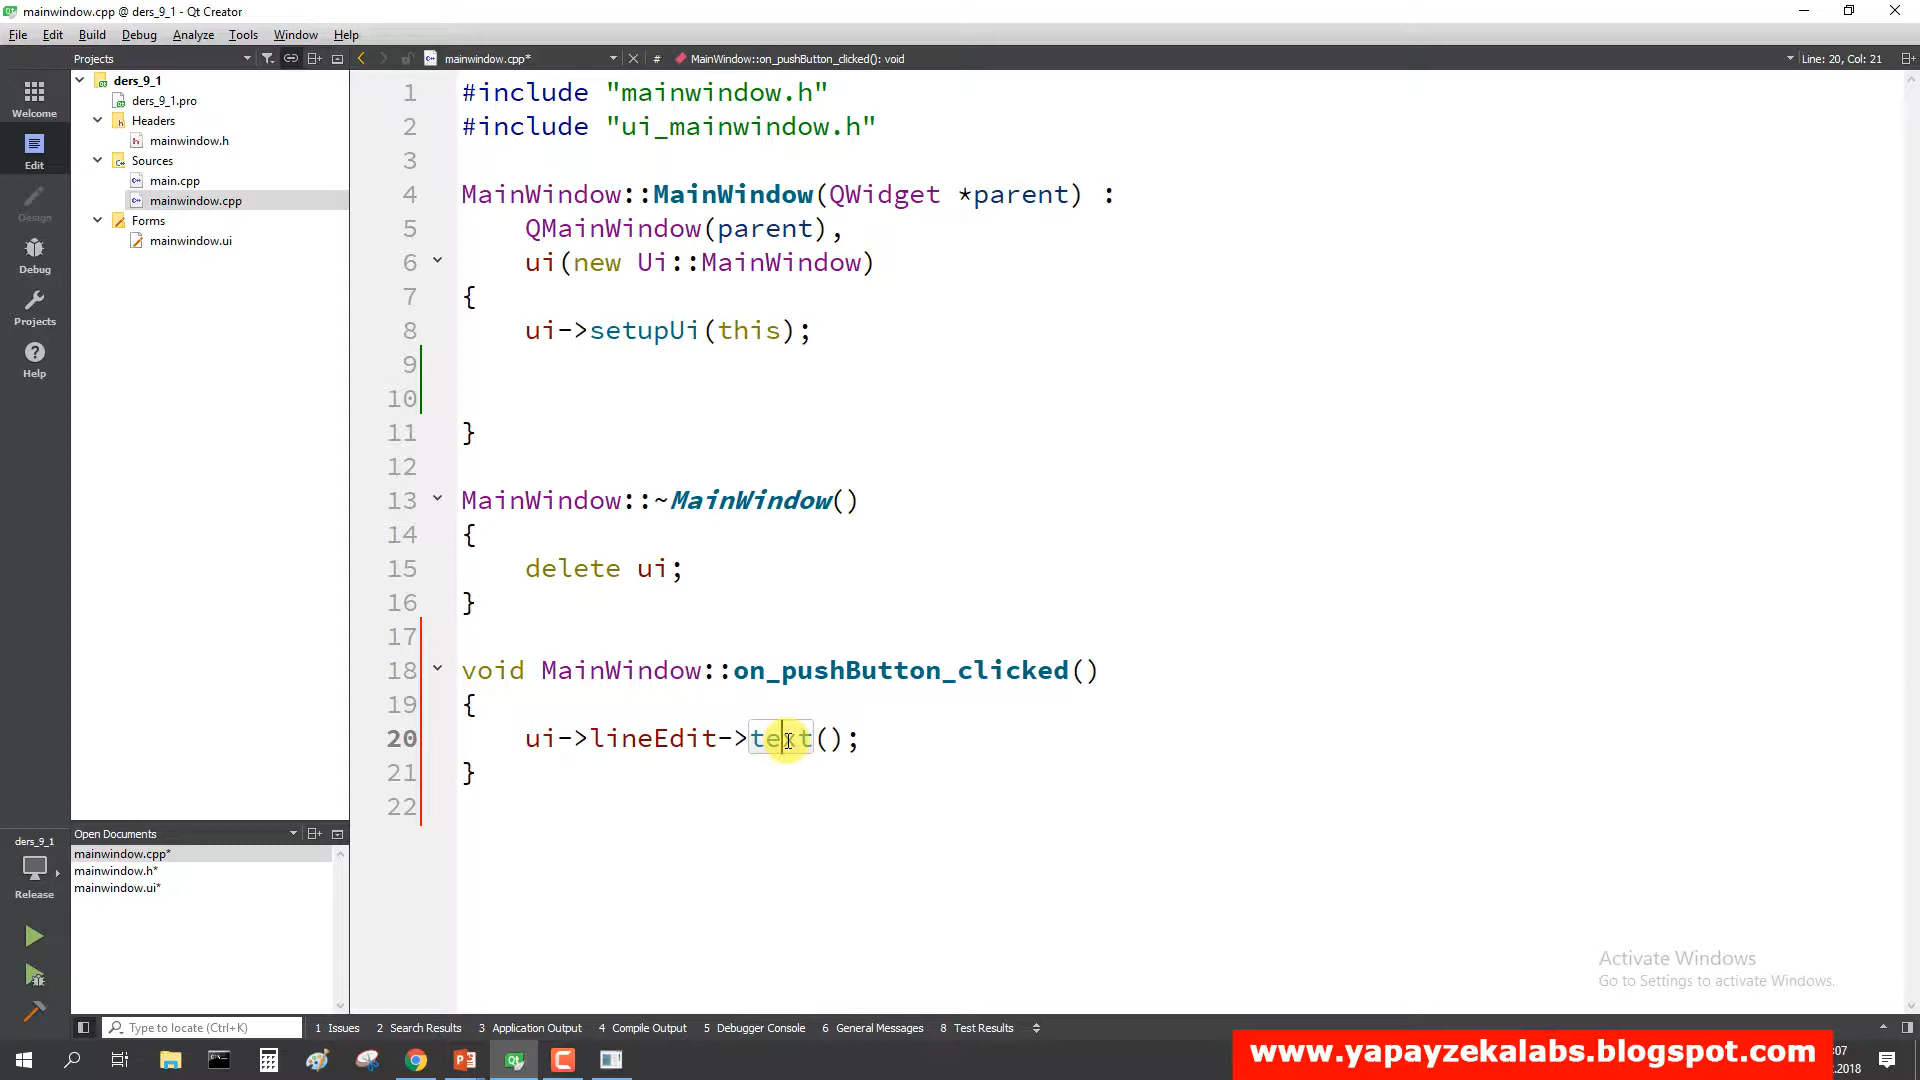 mainwindow.cpp @ ders_9_1 - Qt Creator
File Edit Build Debug Analyze Tools Window Help
Projects
mainwindow.cpp*
# MainWindow::on_pushButton_clicked(): void
Line: 20, Col: 21
Welcome
Edit
Design
Debug
Projects
Help
ders_9_1
ders_9_1.pro
Headers
mainwindow.h
Sources
main.cpp
mainwindow.cpp
Forms
mainwindow.ui
1 #include "mainwindow.h"
2 #include "ui_mainwindow.h"
3
4 MainWindow::MainWindow(QWidget *parent) :
5 QMainWindow(parent),
6 ui(new Ui::MainWindow)
7 {
8 ui->setupUi(this);
9
10
11 }
12
13 MainWindow::~MainWindow()
14 {
15 delete ui;
16 }
17
18 void MainWindow::on_pushButton_clicked()
19 {
20 ui->lineEdit->text();
21 }
22
Open Documents
mainwindow.cpp*
mainwindow.h*
mainwindow.ui*
ders_9_1
Release
Activate Windows
Go to Settings to activate Windows.
Type to locate (Ctrl+K)
1 Issues 2 Search Results 3 Application Output 4 Compile Output 5 Debugger Console 6 General Messages 8 Test Results
www.yapayzekalabs.blogspot.com
:07
.2018